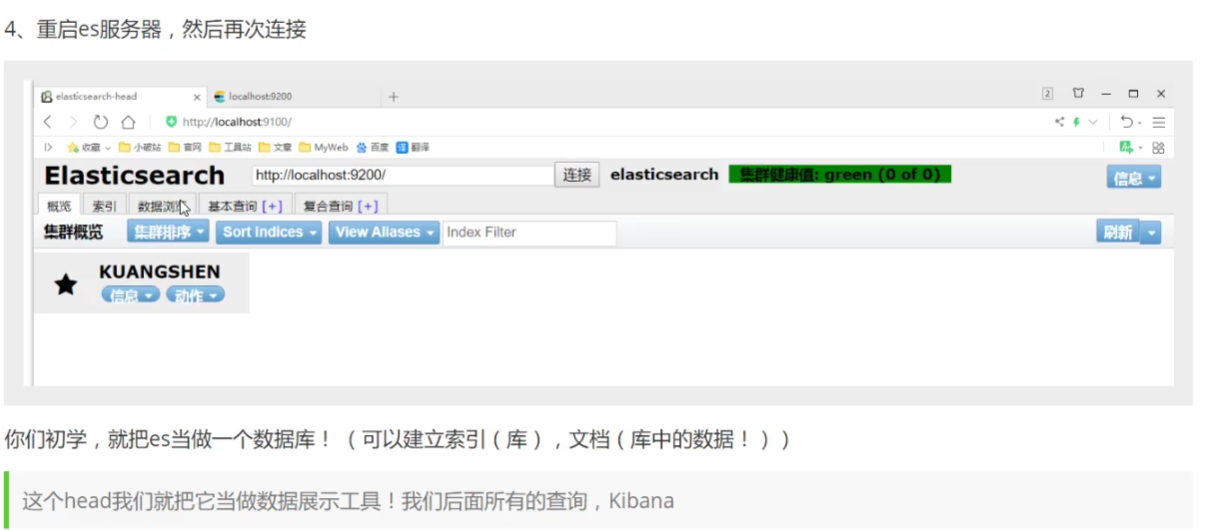 4、重启es服务器，然后再次连接
elasticsearch-head × localhost:9200 +
2
http://localhost:9100/
收藏 小破站 官网 工具站 文章 MyWeb 百度 译 翻译
Elasticsearch http://localhost:9200/ 连接 elasticsearch 集群健康值: green (0 of 0) 信息
概览 索引 数据浏览 基本查询 [+] 复合查询 [+]
集群概览 集群排序 Sort Indices View Aliases Index Filter 刷新
KUANGSHEN
信息 动作
你们初学，就把es当做一个数据库！（可以建立索引（库），文档（库中的数据！））
这个head我们就把它当做数据展示工具！我们后面所有的查询，Kibana